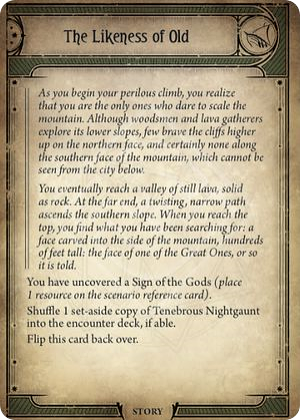 The Likeness of Old
As you begin your perilous climb, you realize
that you are the only ones who dare to scale the
mountain. Although woodsmen and lava gatherers
explore its lower slopes, few brave the cliffs higher
up on the northern face, and certainly none along
the southern face of the mountain, which cannot be
seen from the city below.
You eventually reach a valley of still lava, solid
as rock. At the far end, a twisting, narrow path
ascends the southern slope. When you reach the
top, you find what you have been searching for: a
face carved into the side of the mountain, hundreds
of feet tall: the face of one of the Great Ones, or so
it is told.
You have uncovered a Sign of the Gods (place
1 resource on the scenario reference card).
Shuffle 1 set-aside copy of Tenebrous Nightgaunt
into the encounter deck, if able.
Flip this card back over.
STORY